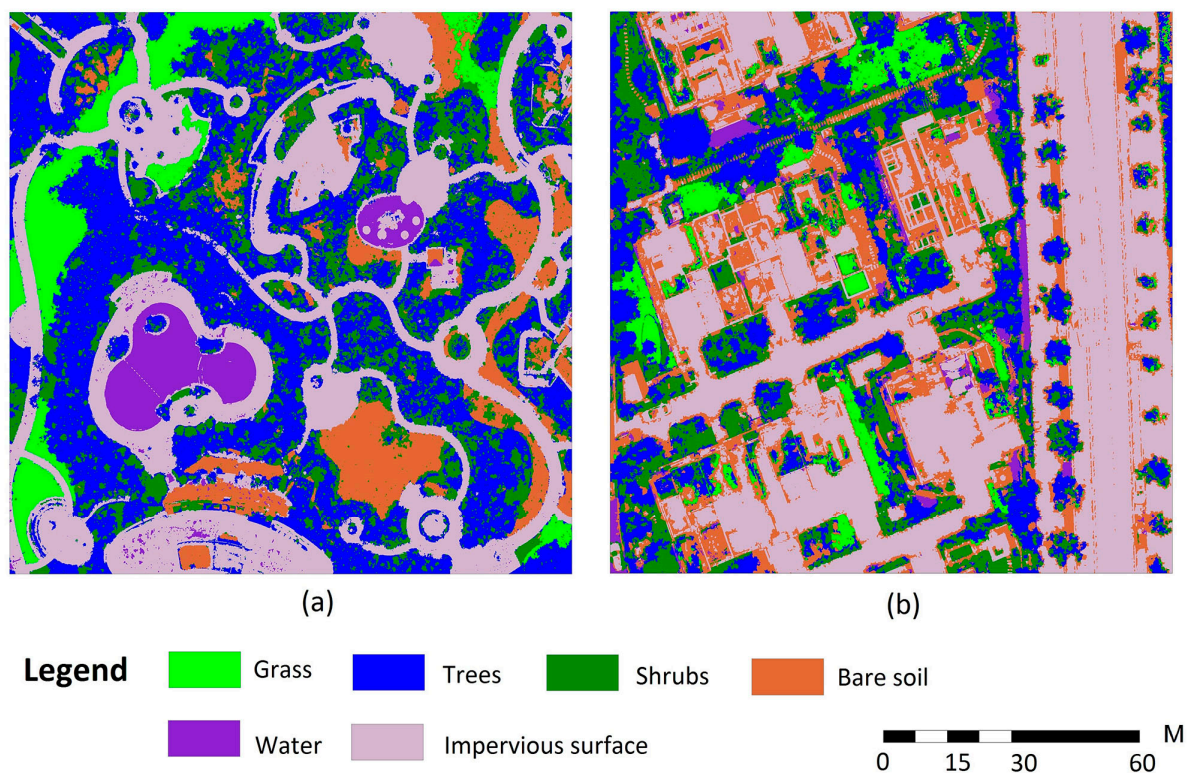 (a)
(b)
Legend
Grass
Trees
Shrubs
Bare soil
Water
Impervious surface
M
0 15 30 60